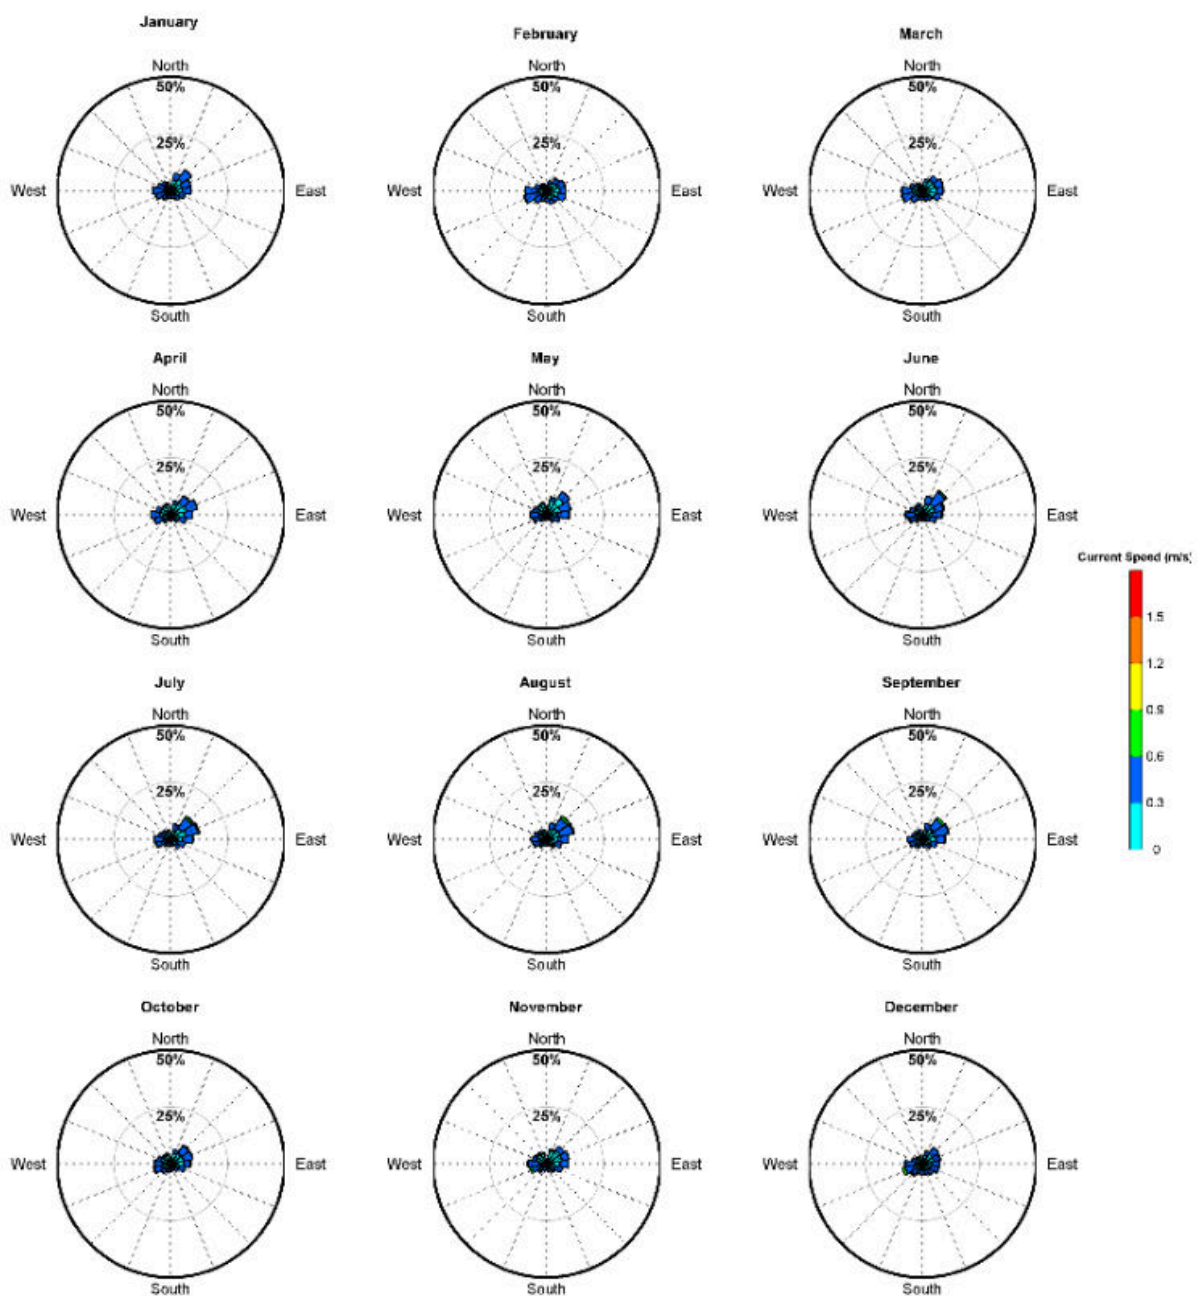 January
February
March
North
North
North
50%
50%
50%
25%
25%
25%
West
East
West
East
West
East
South
South
South
April
May
June
North
North
North
50%
50%
50%
25%
25%
25%
West
East
West
East
West
East
South
South
South
Current Speed (m/s)
1.5
1.2
0.9
0.6
0.3
0
July
August
September
North
North
North
50%
50%
50%
25%
25%
25%
West
East
West
East
West
East
South
South
South
October
November
December
North
North
North
50%
50%
50%
25%
25%
25%
West
East
West
East
West
East
South
South
South